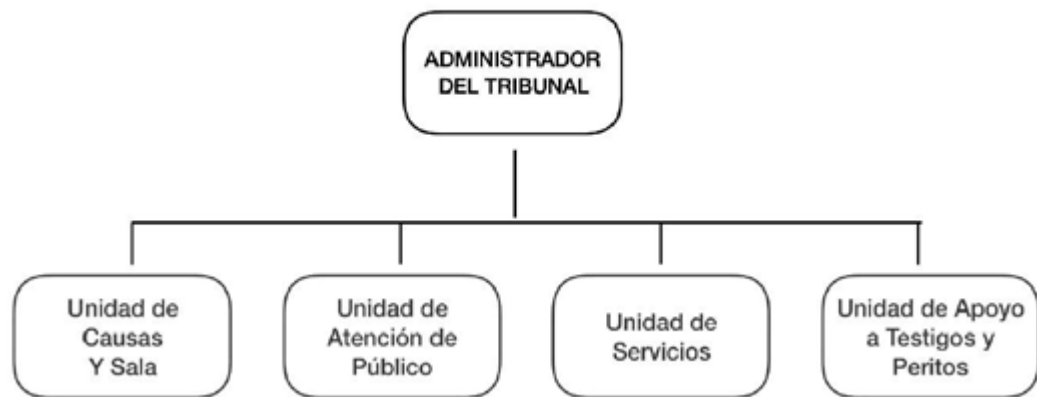 ADMINISTRADOR
DEL TRIBUNAL
Unidad de
Causas
Y Sala
Unidad de
Atención de
Público
Unidad de
Servicios
Unidad de Apoyo
a Testigos y
Peritos